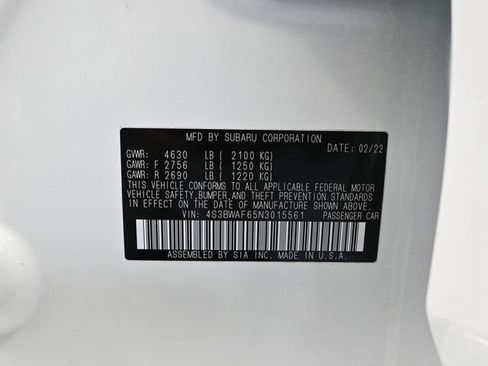 MFD BY SUBARU CORPORATION
DATE: 02/22
GVWR: 4630 LB ( 2100 KG)
GAWR: F 2756 LB ( 1250 KG)
GAWR: R 2690 LB ( 1220 KG)
THIS VEHICLE CONFORMS TO ALL APPLICABLE FEDERAL MOTOR
VEHICLE SAFETY, BUMPER, AND THEFT PREVENTION STANDARDS
IN EFFECT ON THE DATE OF MANUFACTURE SHOWN ABOVE.
VIN: 4S3BWAF65N3015561 PASSENGER CAR
ASSEMBLED BY SIA INC. MADE IN U.S.A.